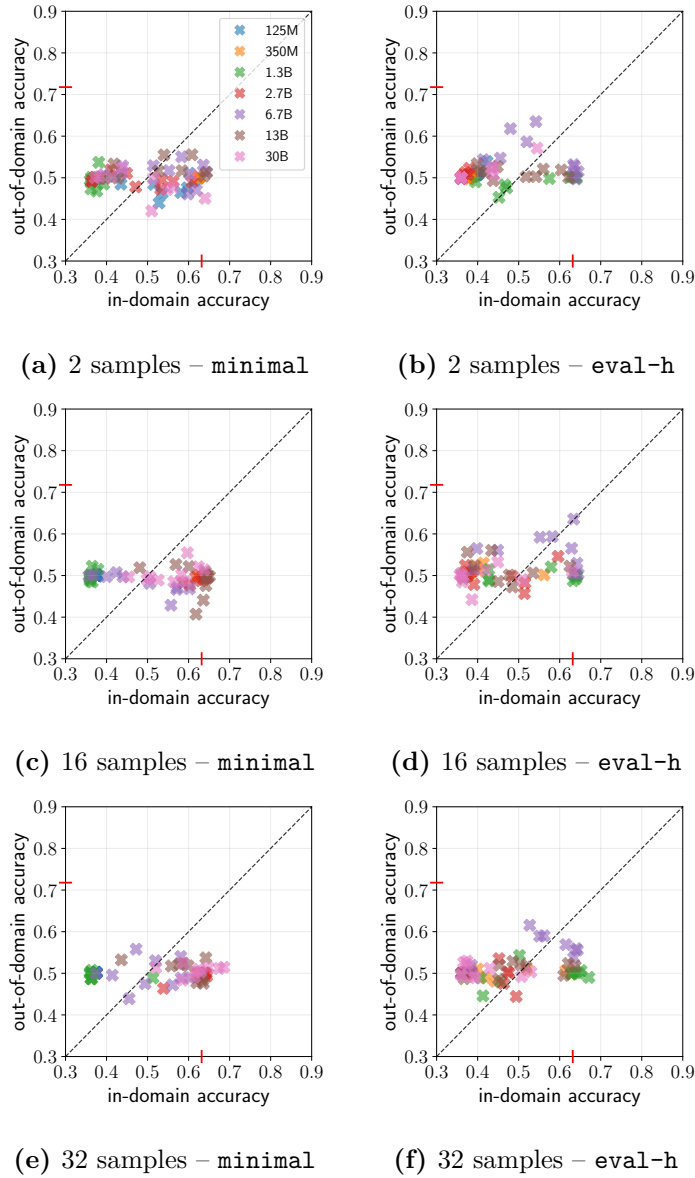 0.9
0.8
0.7
0.6
0.5
0.4
0.3
out-of-domain accuracy
125M
350M
1.3B
2.7B
6.7B
13B
30B
0.3 0.4 0.5 0.6 0.7 0.8 0.9
in-domain accuracy
(a) 2 samples – minimal
0.9
0.8
0.7
0.6
0.5
0.4
0.3
out-of-domain accuracy
0.3 0.4 0.5 0.6 0.7 0.8 0.9
in-domain accuracy
(b) 2 samples – eval-h
0.9
0.8
0.7
0.6
0.5
0.4
0.3
out-of-domain accuracy
0.3 0.4 0.5 0.6 0.7 0.8 0.9
in-domain accuracy
(c) 16 samples – minimal
0.9
0.8
0.7
0.6
0.5
0.4
0.3
out-of-domain accuracy
0.3 0.4 0.5 0.6 0.7 0.8 0.9
in-domain accuracy
(d) 16 samples – eval-h
0.9
0.8
0.7
0.6
0.5
0.4
0.3
out-of-domain accuracy
0.3 0.4 0.5 0.6 0.7 0.8 0.9
in-domain accuracy
(e) 32 samples – minimal
0.9
0.8
0.7
0.6
0.5
0.4
0.3
out-of-domain accuracy
0.3 0.4 0.5 0.6 0.7 0.8 0.9
in-domain accuracy
(f) 32 samples – eval-h